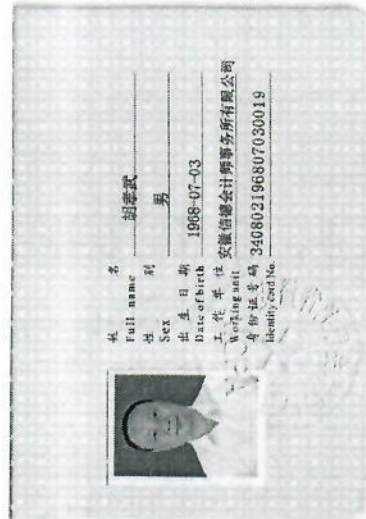 姓 名 胡孝武
Full name
性 别 男
Sex
出 生 日 期 1968-07-03
Date of birth
工 作 单 位 安徽信德会计师事务所有限公司
Working unit
身 份 证 号 码 340802196807030019
Identity card No.